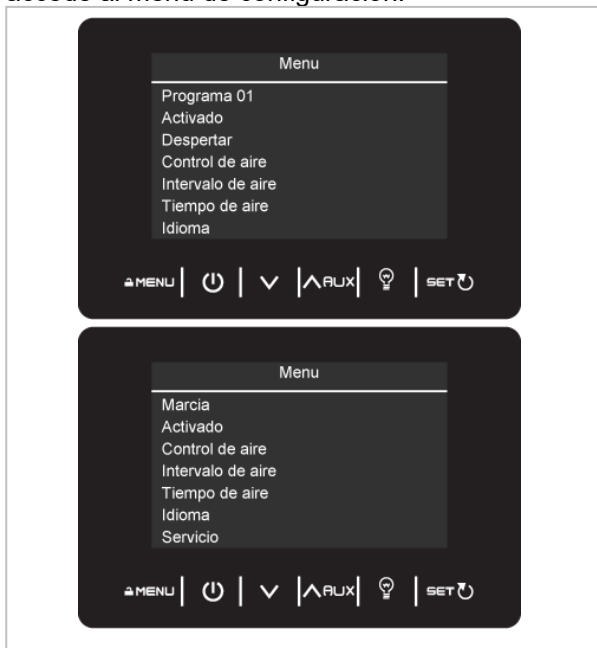 accede al menú de configuración.
Menu
Programa 01
Activado
Despertar
Control de aire
Intervalo de aire
Tiempo de aire
Idioma
MENU AUX SET
Menu
Marcia
Activado
Control de aire
Intervalo de aire
Tiempo de aire
Idioma
Servicio
MENU AUX SET